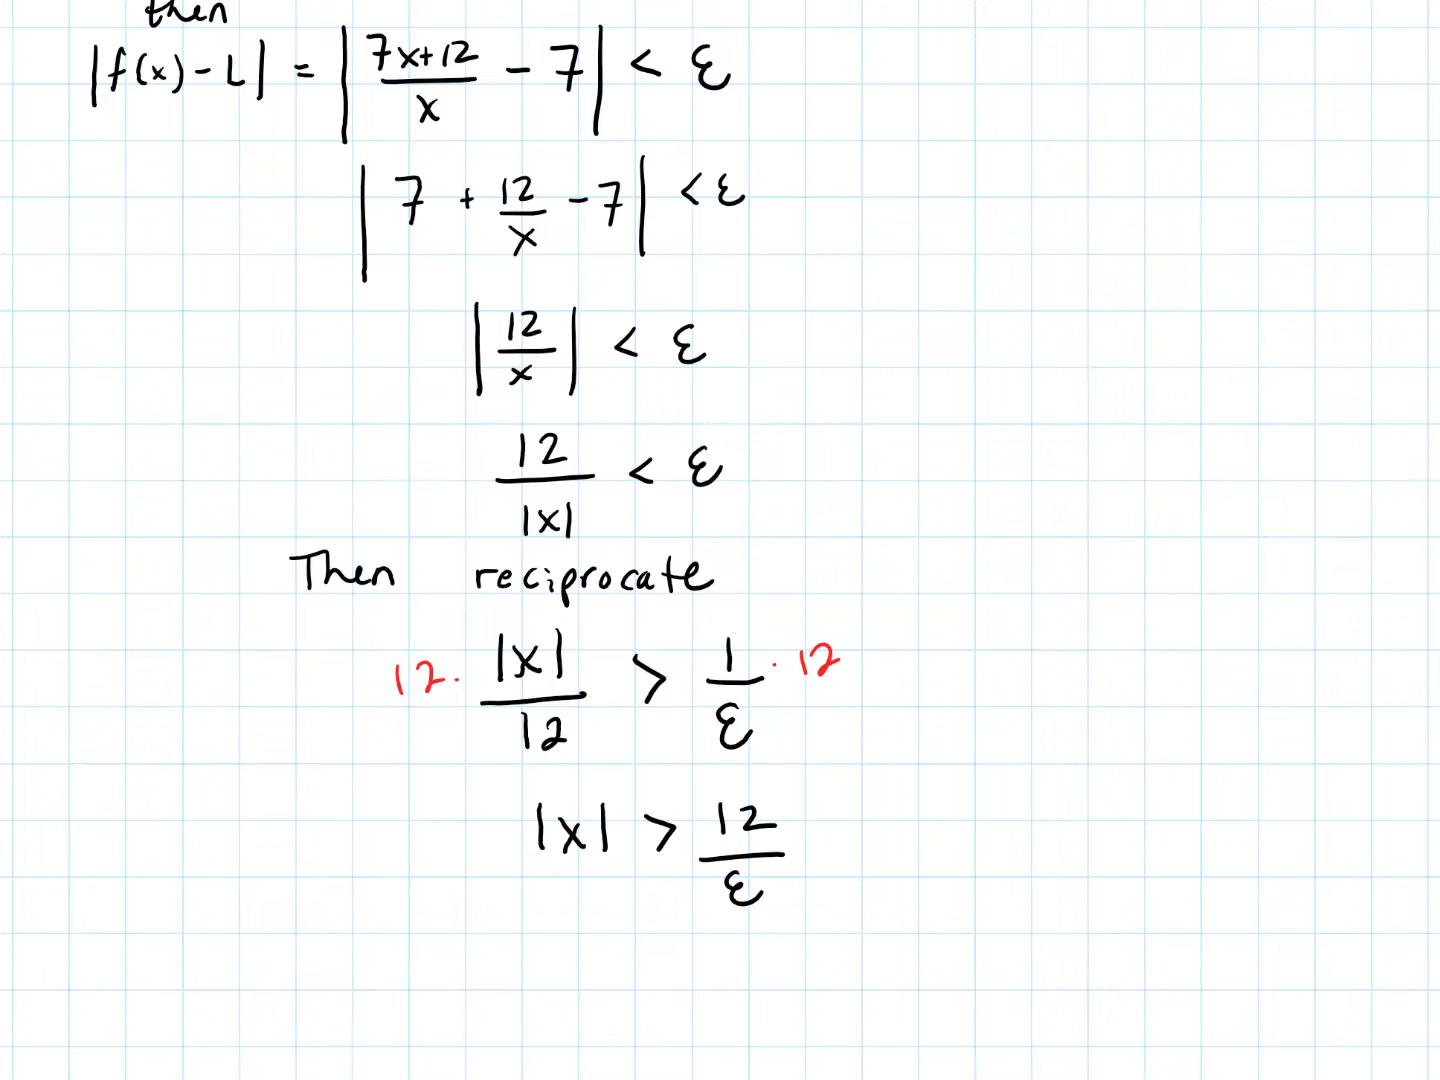 then
|f(x) - L| = |(7x+12)/x - 7| < ε
|7 + 12/x - 7| < ε
|12/x| < ε
12/|x| < ε
Then reciprocate
12 · |x|/12 > 1/ε · 12
|x| > 12/ε